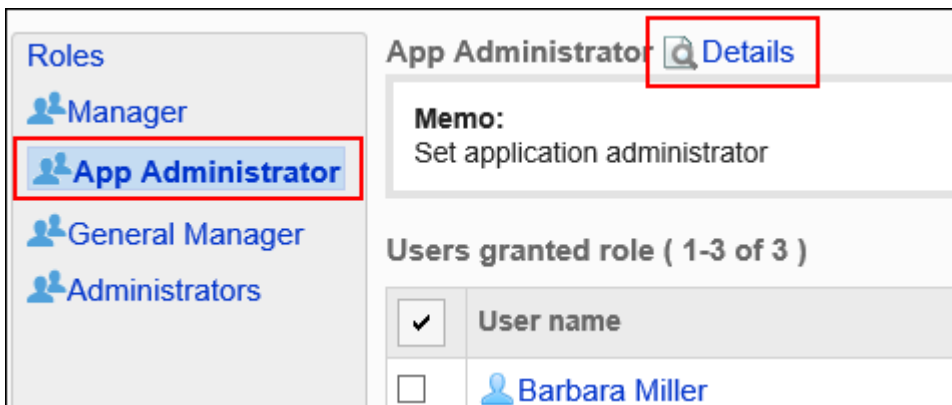 Roles
Manager
App Administrator
General Manager
Administrators
App Administrator Details
Memo:
Set application administrator
Users granted role ( 1-3 of 3 )
User name
Barbara Miller